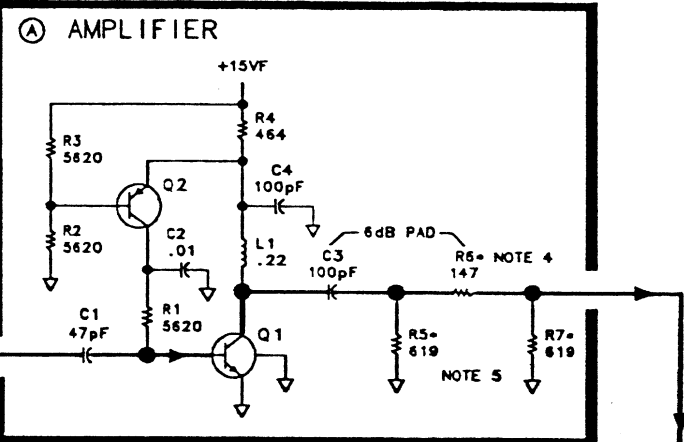 A AMPLIFIER
+15VF
R3
5620
R4
464
C4
100pF
Q2
R2
5620
C2
.01
6dB PAD
L1
.22
C3
100pF
R6* NOTE 4
147
C1
47pF
R1
5620
Q1
R5*
619
R7*
619
NOTE 5